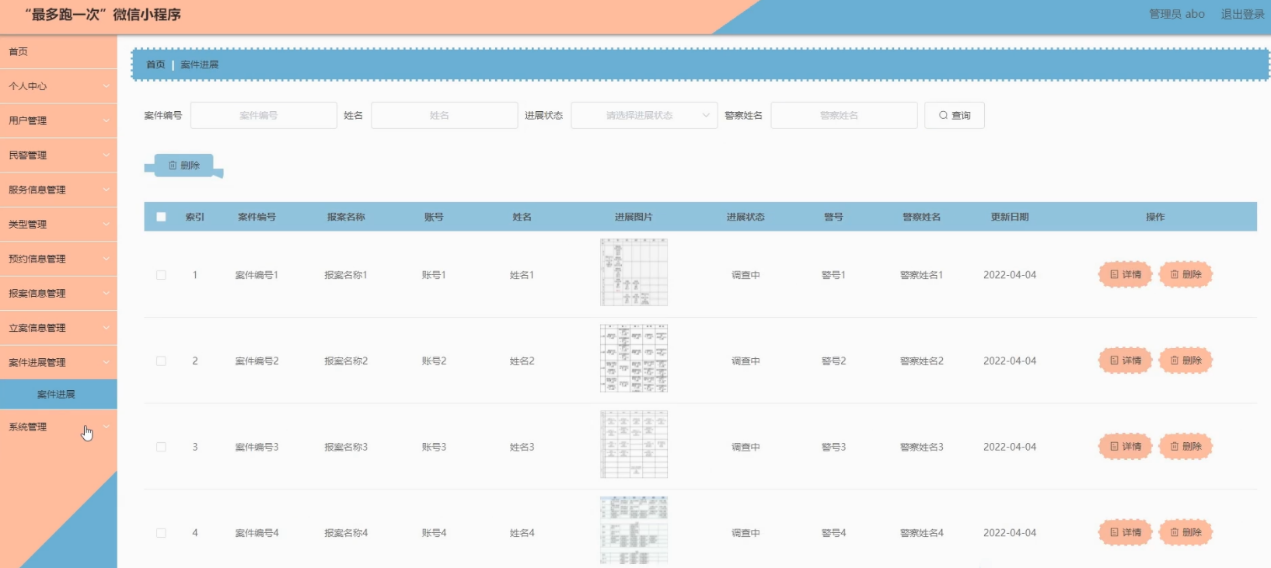 “最多跑一次”微信小程序
管理员 abo 退出登录
首页
个人中心
用户管理
民警管理
服务信息管理
类型管理
预约信息管理
报案信息管理
立案信息管理
案件进展管理
案件进展
系统管理
首页 | 案件进展
案件编号 案件编号 姓名 姓名 进展状态 请选择进展状态 警察姓名 警察姓名 查询
删除
索引 案件编号 报案名称 账号 姓名 进展图片 进展状态 警号 警察姓名 更新日期 操作
1 案件编号1 报案名称1 账号1 姓名1 调查中 警号1 警察姓名1 2022-04-04 详情 删除
2 案件编号2 报案名称2 账号2 姓名2 调查中 警号2 警察姓名2 2022-04-04 详情 删除
3 案件编号3 报案名称3 账号3 姓名3 调查中 警号3 警察姓名3 2022-04-04 详情 删除
4 案件编号4 报案名称4 账号4 姓名4 调查中 警号4 警察姓名4 2022-04-04 详情 删除